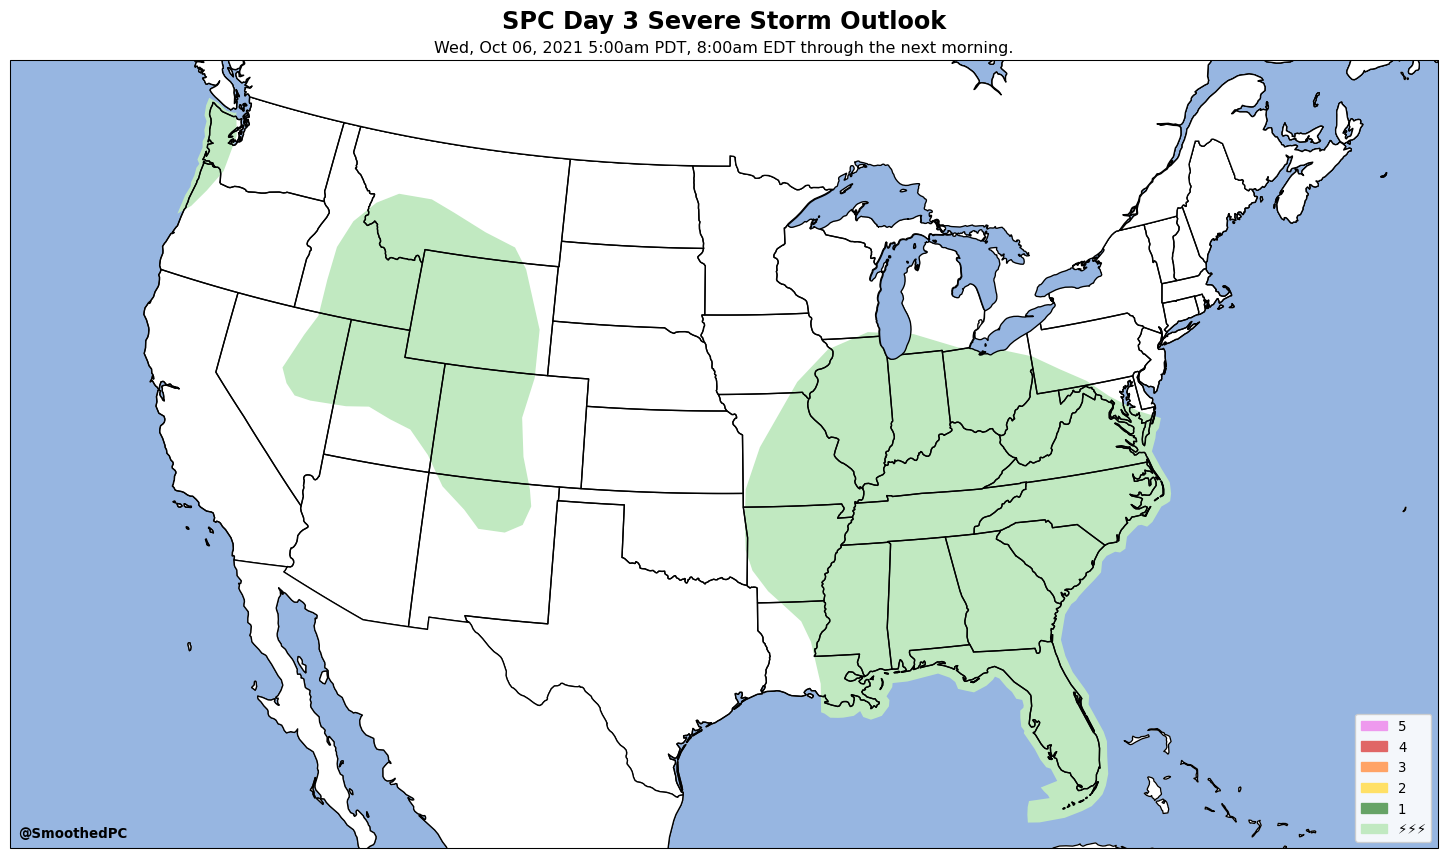 SPC Day 3 Severe Storm Outlook
Wed, Oct 06, 2021 5:00am PDT, 8:00am EDT through the next morning.
5
4
3
2
1
⚡⚡⚡
@SmoothedPC